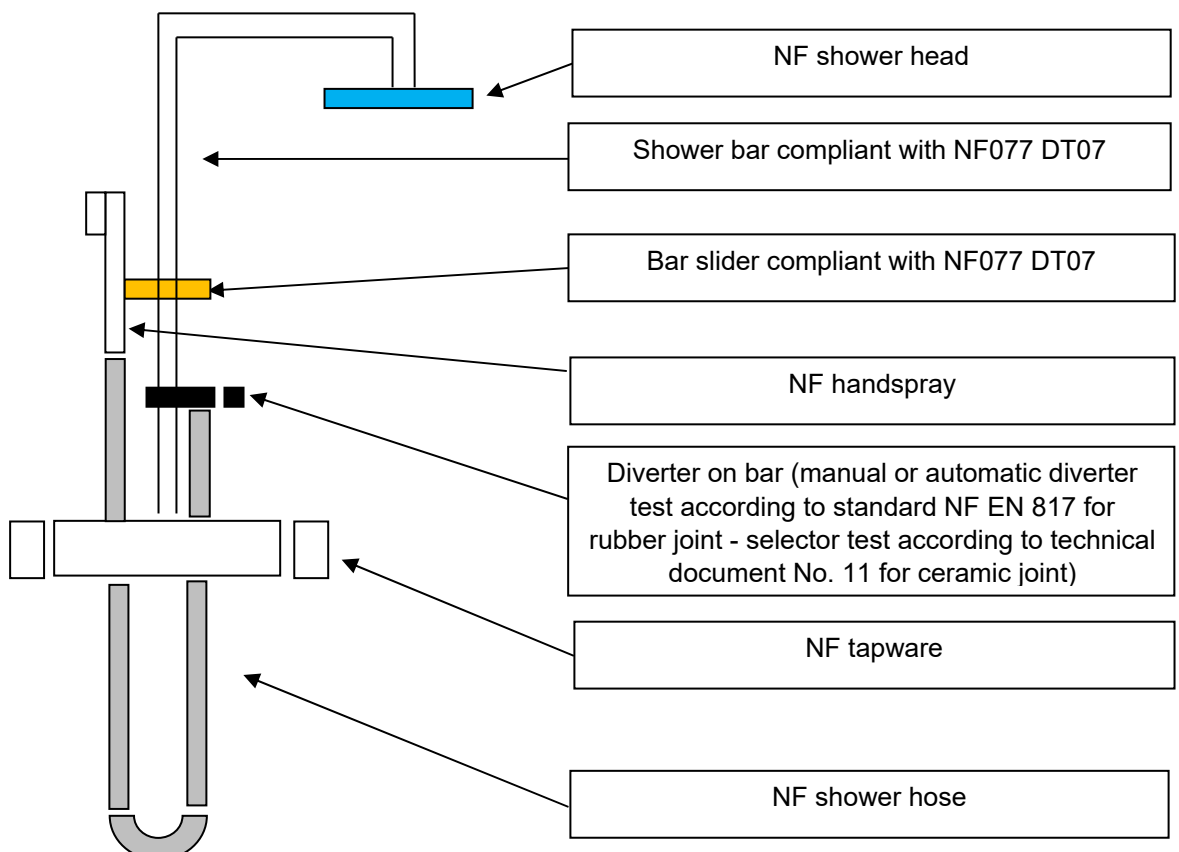 NF shower head
Shower bar compliant with NF077 DT07
Bar slider compliant with NF077 DT07
NF handspray
Diverter on bar (manual or automatic diverter
test according to standard NF EN 817 for
rubber joint - selector test according to technical
document No. 11 for ceramic joint)
NF tapware
NF shower hose